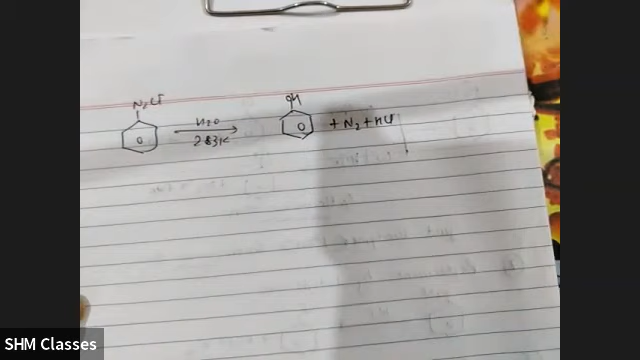 N₂Cl OH
H₂O
283K
+ N₂ + HCl
SHM Classes